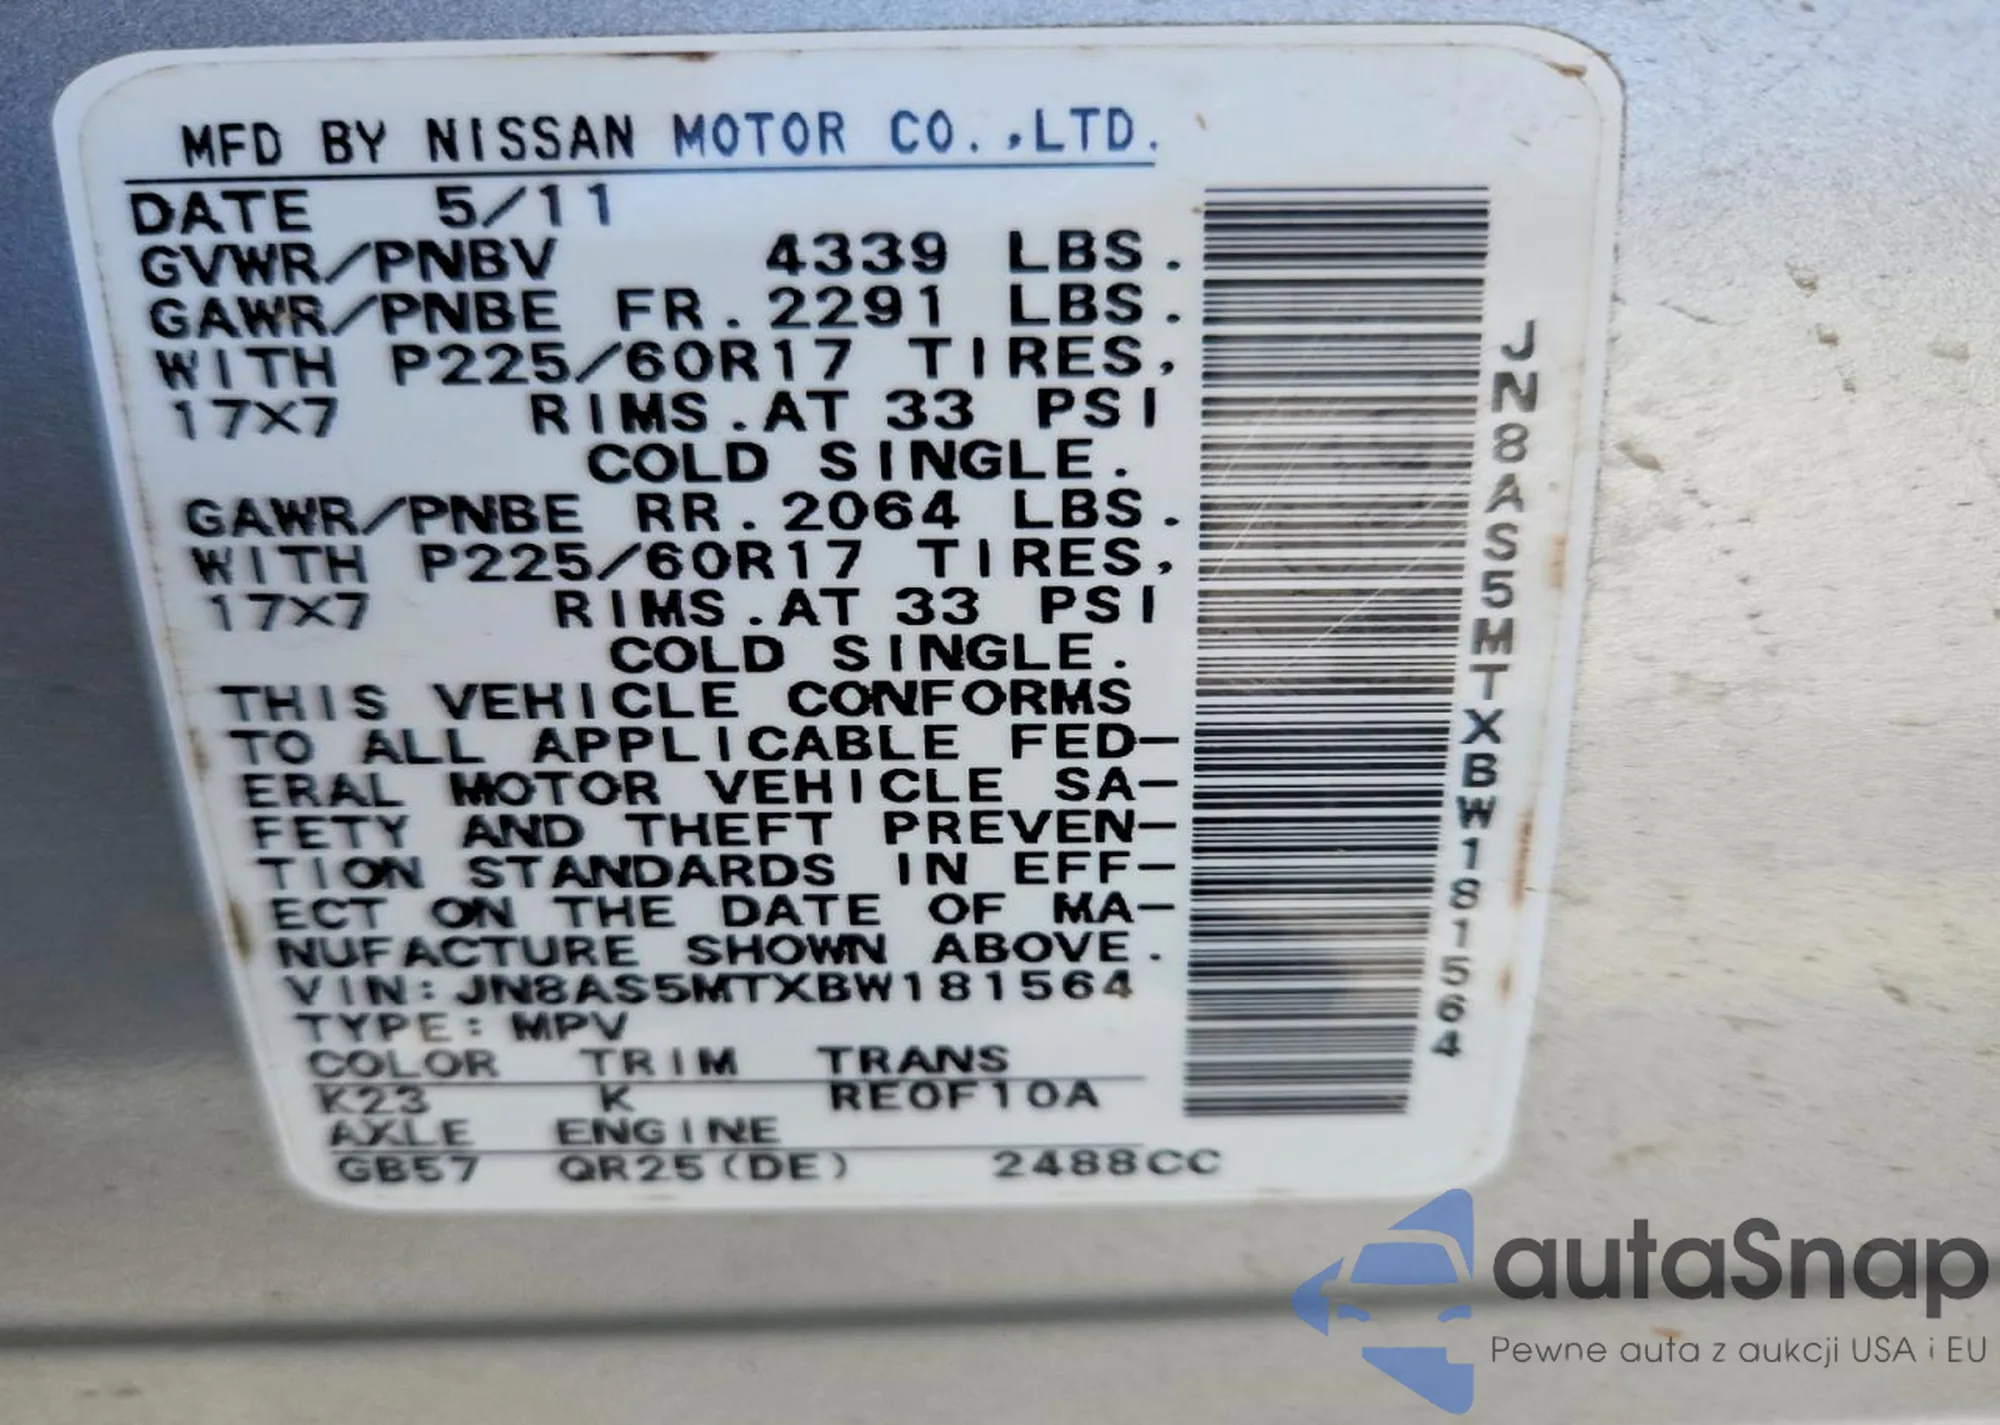 MFD BY NISSAN MOTOR CO.,LTD.
DATE 5/11
GVWR/PNBV 4339 LBS.
GAWR/PNBE FR.2291 LBS.
WITH P225/60R17 TIRES,
17X7 RIMS.AT 33 PSI
COLD SINGLE.
GAWR/PNBE RR.2064 LBS.
WITH P225/60R17 TIRES,
17X7 RIMS.AT 33 PSI
COLD SINGLE.
THIS VEHICLE CONFORMS
TO ALL APPLICABLE FED-
ERAL MOTOR VEHICLE SA-
FETY AND THEFT PREVEN-
TION STANDARDS IN EFF-
ECT ON THE DATE OF MA-
NUFACTURE SHOWN ABOVE.
VIN:JN8AS5MTXBW181564
TYPE:MPV
COLOR TRIM TRANS
K23 K RE0F10A
AXLE ENGINE
GB57 QR25(DE) 2488CC
JN8AS5MTXBW181564
autaSnap
Pewne auta z aukcji USA i EU